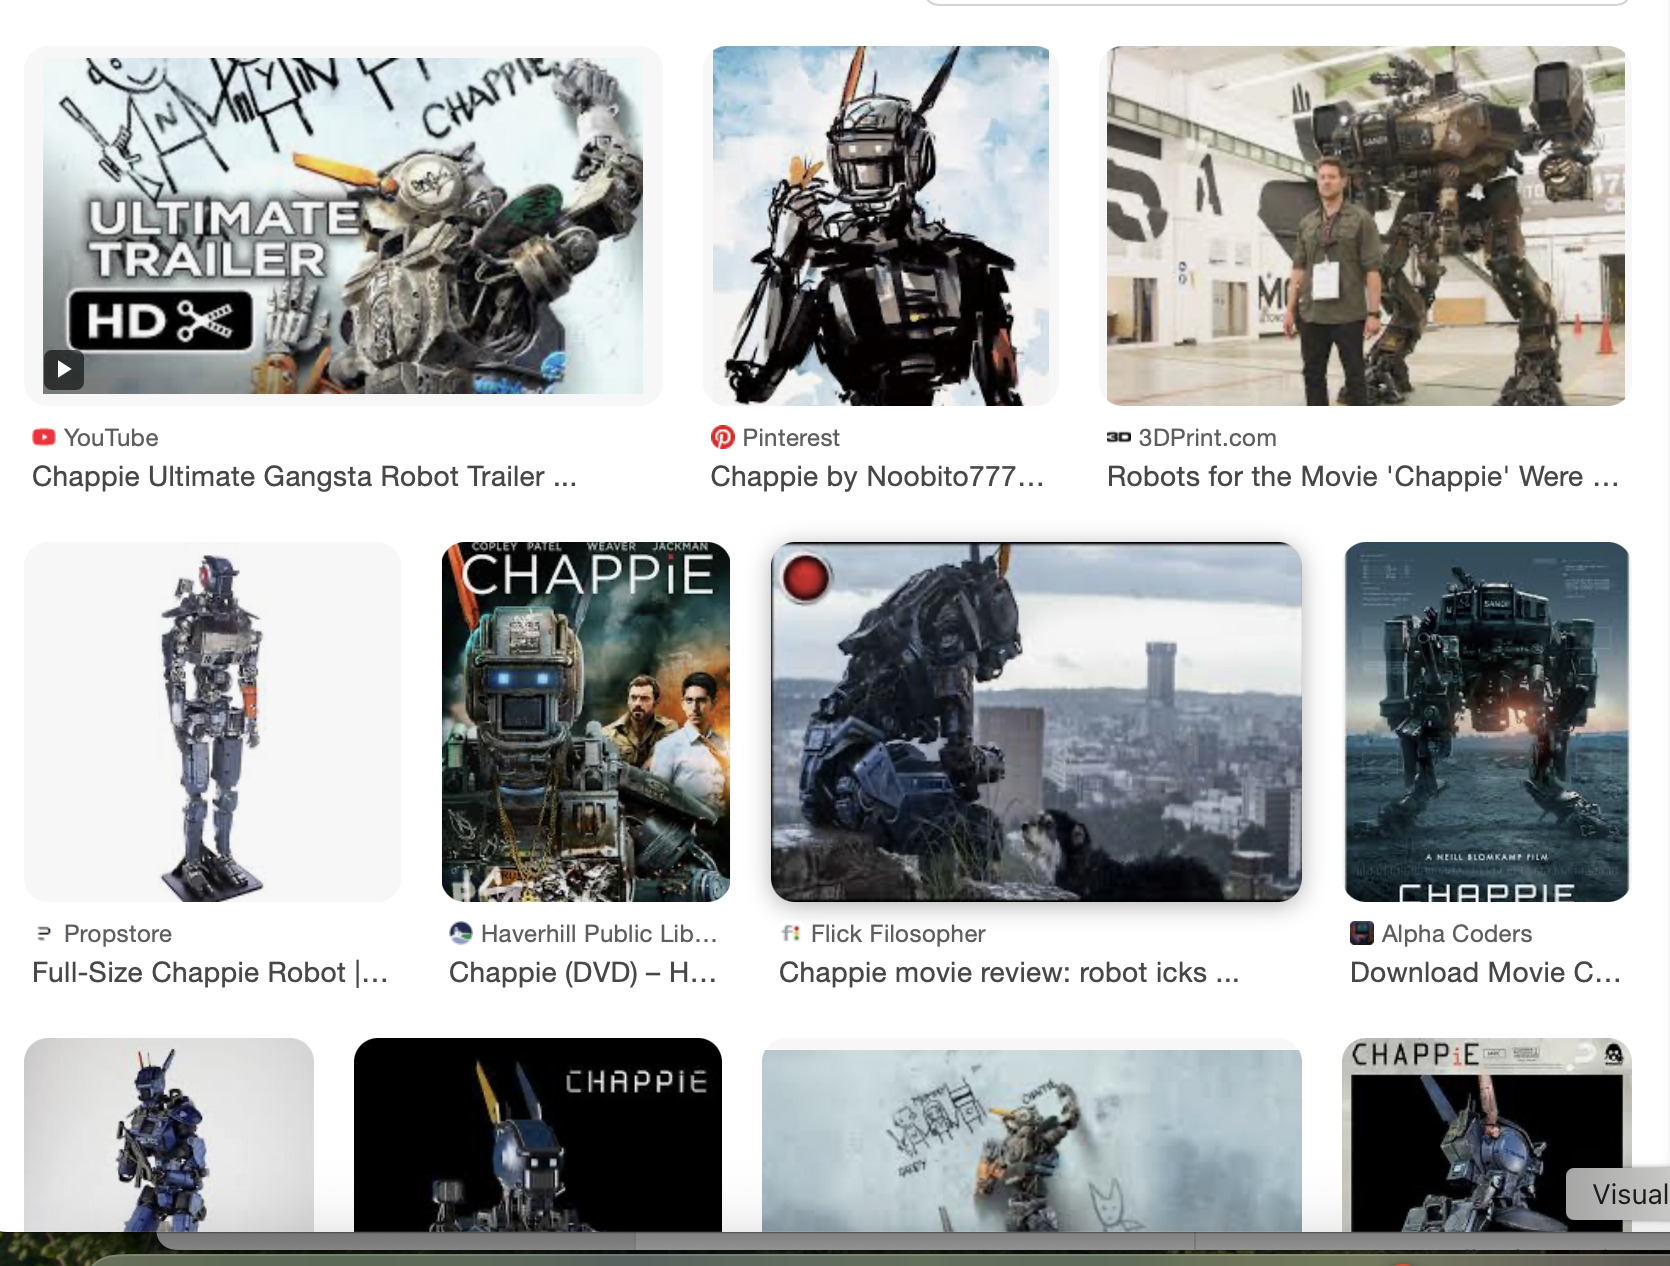 CHAPPIE
ULTIMATE
TRAILER
HD
SANDF
YouTube
Chappie Ultimate Gangsta Robot Trailer ...
Pinterest
Chappie by Noobito777...
3D 3DPrint.com
Robots for the Movie 'Chappie' Were ...
COPLEY PATEL WEAVER JACKMAN
CHAPPiE
SANDF
A NEILL BLOMKAMP FILM
CHAPPIE
Propstore
Full-Size Chappie Robot |...
Haverhill Public Lib...
Chappie (DVD) – H...
Flick Filosopher
Chappie movie review: robot icks ...
Alpha Coders
Download Movie C...
CHAPPiE
CHAPPiE
Visual